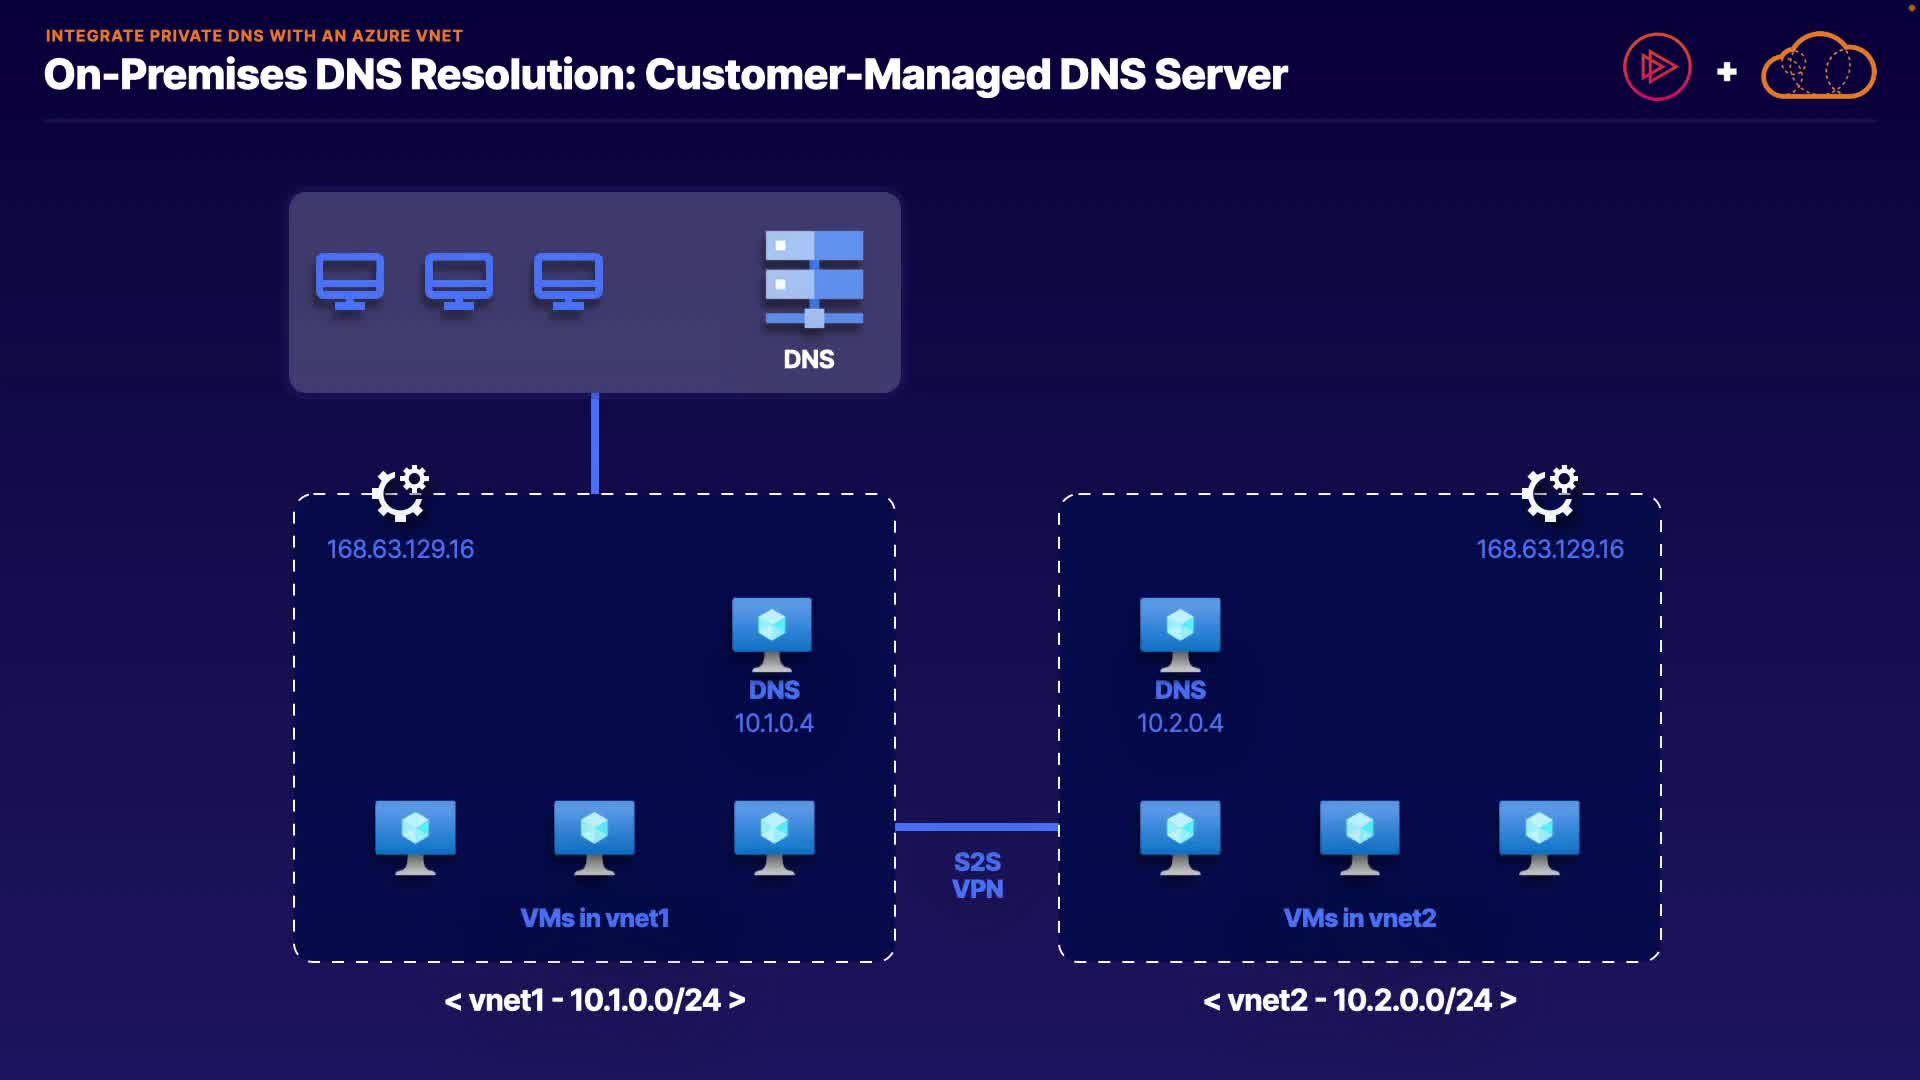 INTEGRATE PRIVATE DNS WITH AN AZURE VNET
On-Premises DNS Resolution: Customer-Managed DNS Server
DNS
168.63.129.16
168.63.129.16
DNS
10.1.0.4
DNS
10.2.0.4
S2S
VPN
VMs in vnet1
VMs in vnet2
< vnet1 - 10.1.0.0/24 >
< vnet2 - 10.2.0.0/24 >